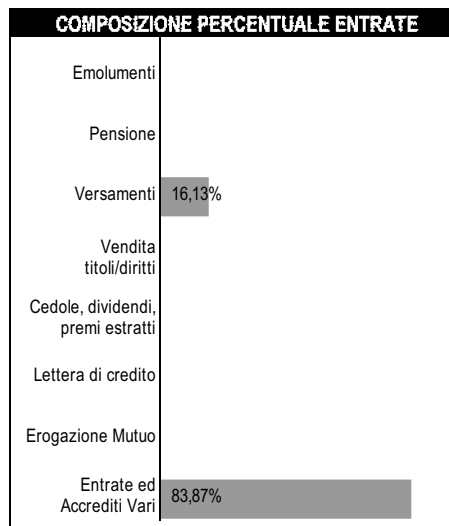 COMPOSIZIONE PERCENTUALE ENTRATE
Emolumenti
Pensione
Versamenti 16,13%
Vendita
titoli/diritti
Cedole, dividendi,
premi estratti
Lettera di credito
Erogazione Mutuo
Entrate ed
Accrediti Vari 83,87%